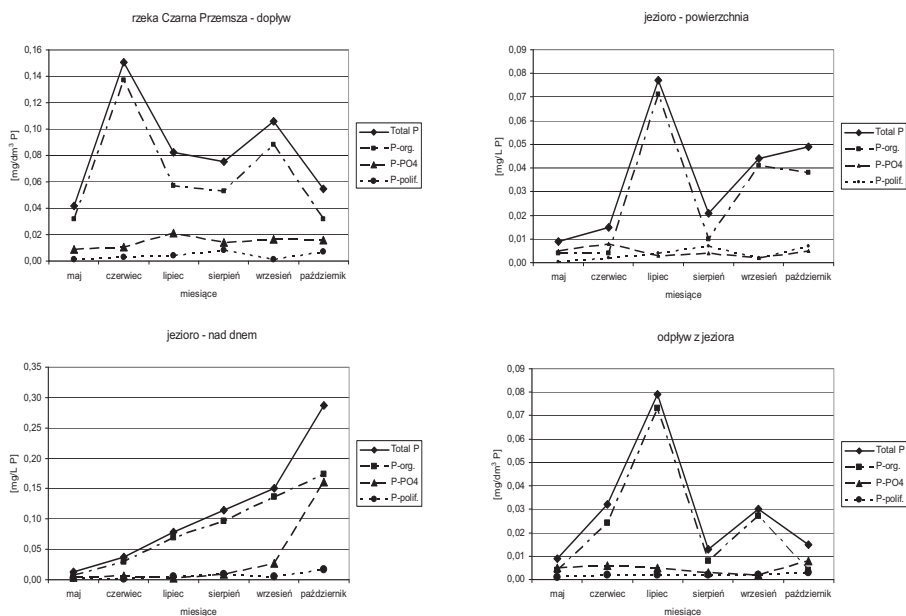 rzeka Czarna Przemsza - dopływ
[mg/dm³ P]
0,16
0,14
0,12
0,10
0,08
0,06
0,04
0,02
0,00
maj czerwiec lipiec sierpień wrzesień październik
miesiące
Total P
P-org.
P-PO4
P-polif.
jezioro - powierzchnia
[mg/L P]
0,09
0,08
0,07
0,06
0,05
0,04
0,03
0,02
0,01
0,00
maj czerwiec lipiec sierpień wrzesień październik
miesiące
Total P
P-org.
P-PO4
P-polif.
jezioro - nad dnem
[mg/L P]
0,35
0,30
0,25
0,20
0,15
0,10
0,05
0,00
maj czerwiec lipiec sierpień wrzesień październik
miesiące
Total P
P-org.
P-PO4
P-polif.
odpływ z jeziora
[mg/dm³ P]
0,09
0,08
0,07
0,06
0,05
0,04
0,03
0,02
0,01
0,00
maj czerwiec lipiec sierpień wrzesień październik
miesiące
Total P
P-org.
P-PO4
P-polif.